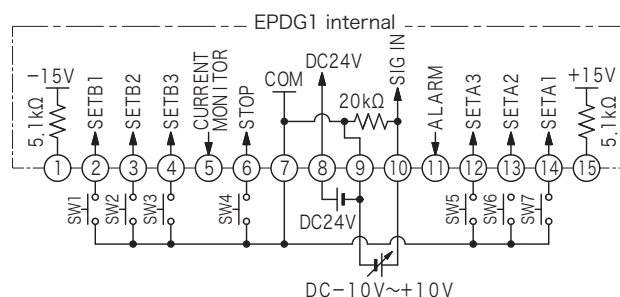 EPDG1 internal
−15V
5.1kΩ
SETB1
SETB2
SETB3
CURRENT
MONITOR
STOP
COM
DC24V
20kΩ
SIG IN
ALARM
SETA3
SETA2
SETA1
+15V
5.1kΩ
1 2 3 4 5 6 7 8 9 10 11 12 13 14 15
SW1
SW2
SW3
SW4
DC24V
SW5
SW6
SW7
DC−10V~+10V